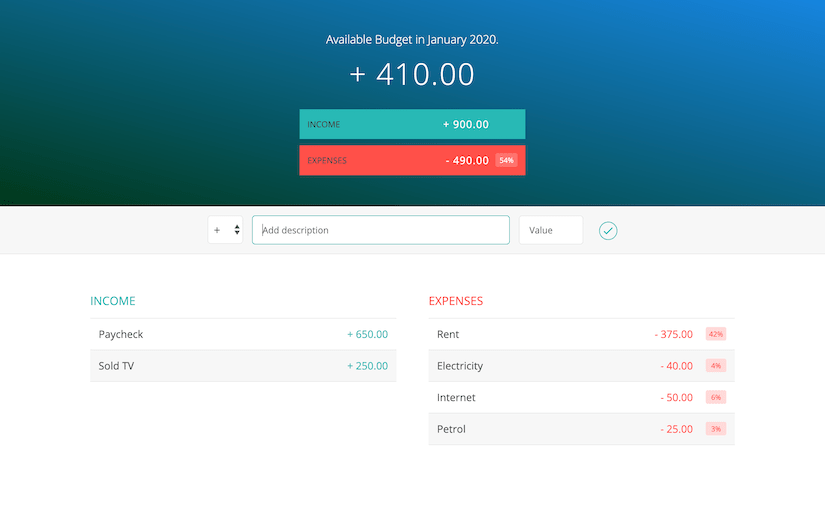 Available Budget in January 2020.
+ 410.00
INCOME + 900.00
EXPENSES - 490.00 54%
+ Add description Value
INCOME
Paycheck + 650.00
Sold TV + 250.00
EXPENSES
Rent - 375.00 42%
Electricity - 40.00 4%
Internet - 50.00 6%
Petrol - 25.00 3%